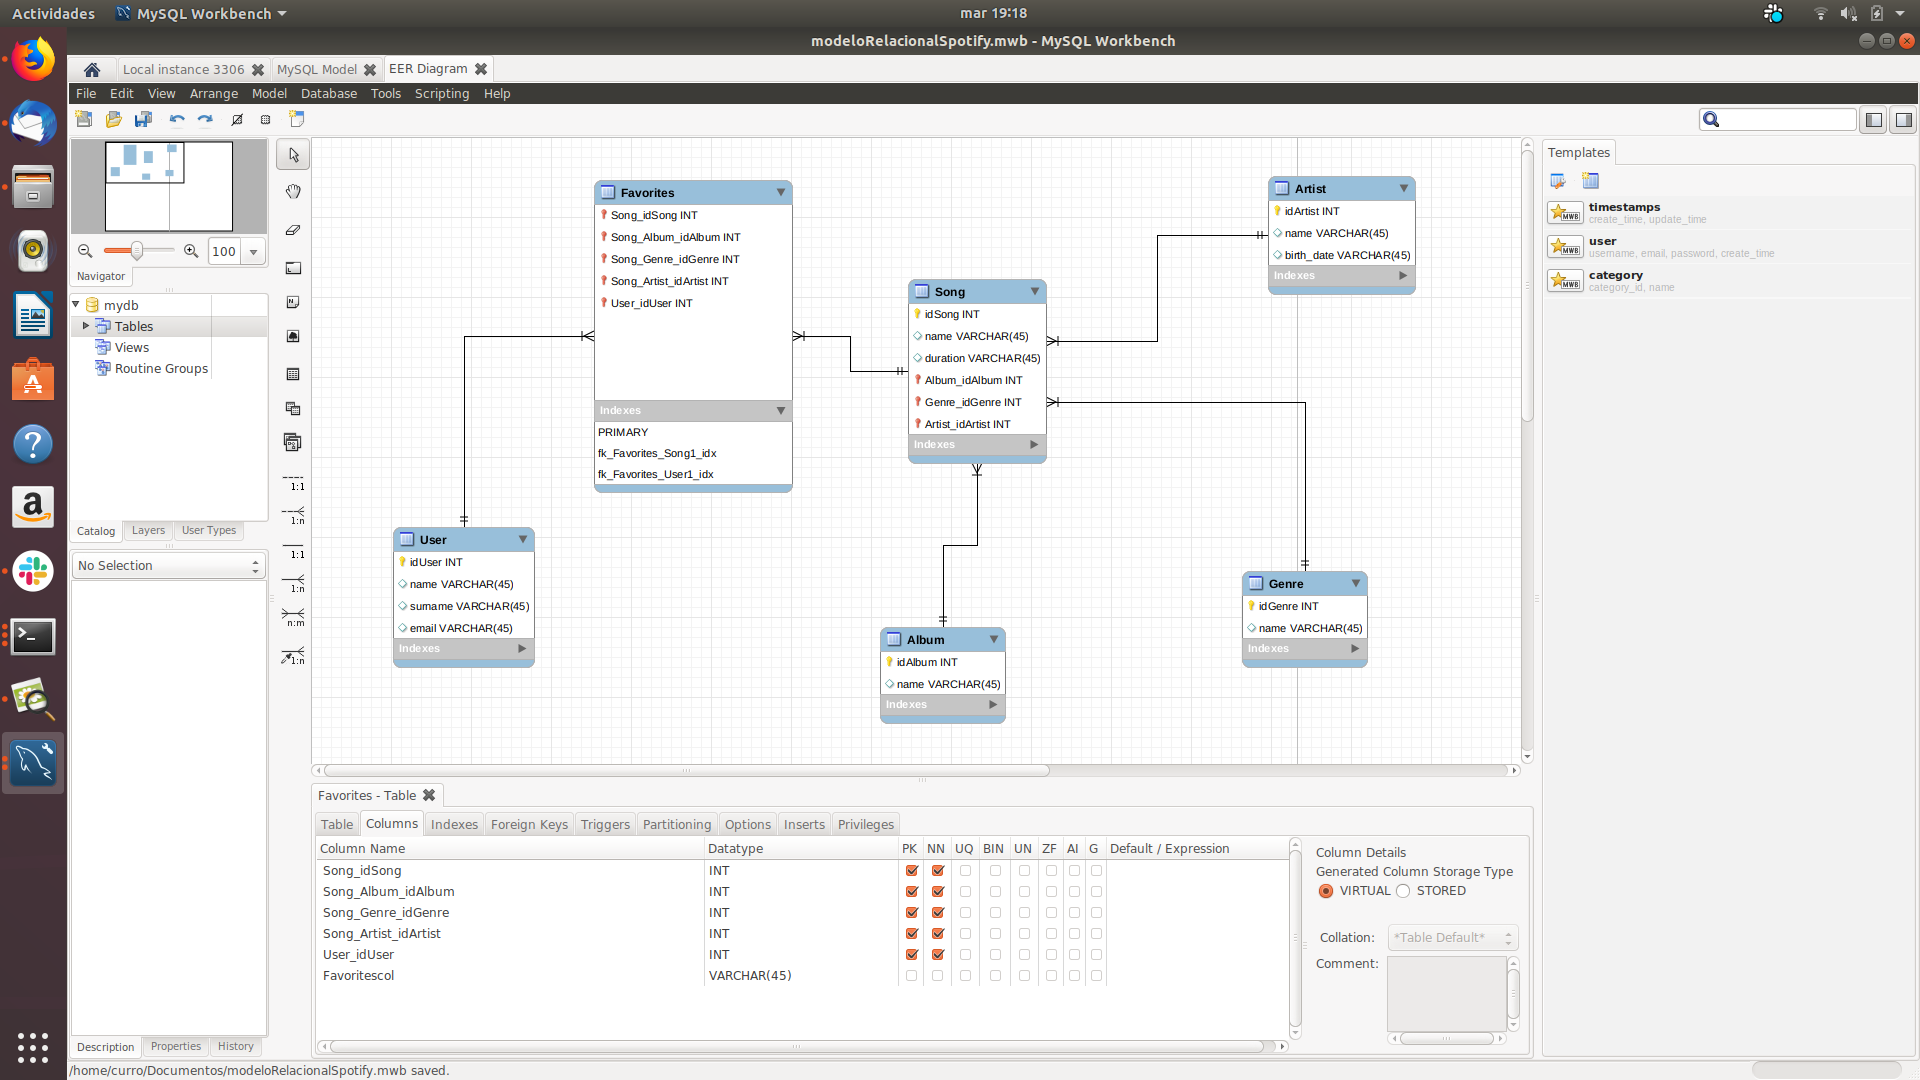 Actividades
MySQL Workbench
mar 19:18
modeloRelacionalSpotify.mwb - MySQL Workbench
Local instance 3306
MySQL Model
EER Diagram
File Edit View Arrange Model Database Tools Scripting Help
100
Navigator
mydb
Tables
Views
Routine Groups
Catalog
Layers
User Types
No Selection
Description
Properties
History
1:1
1:n
1:1
1:n
n:m
1:n
Favorites
Song_idSong INT
Song_Album_idAlbum INT
Song_Genre_idGenre INT
Song_Artist_idArtist INT
User_idUser INT
Indexes
PRIMARY
fk_Favorites_Song1_idx
fk_Favorites_User1_idx
Song
idSong INT
name VARCHAR(45)
duration VARCHAR(45)
Album_idAlbum INT
Genre_idGenre INT
Artist_idArtist INT
Indexes
Artist
idArtist INT
name VARCHAR(45)
birth_date VARCHAR(45)
Indexes
User
idUser INT
name VARCHAR(45)
surname VARCHAR(45)
email VARCHAR(45)
Indexes
Album
idAlbum INT
name VARCHAR(45)
Indexes
Genre
idGenre INT
name VARCHAR(45)
Indexes
Templates
MWB
timestamps
create_time, update_time
MWB
user
username, email, password, create_time
MWB
category
category_id, name
Favorites - Table
Table Columns Indexes Foreign Keys Triggers Partitioning Options Inserts Privileges
Column Name Datatype PK NN UQ BIN UN ZF AI G Default / Expression
Song_idSong INT
Song_Album_idAlbum INT
Song_Genre_idGenre INT
Song_Artist_idArtist INT
User_idUser INT
Favoritescol VARCHAR(45)
Column Details
Generated Column Storage Type
VIRTUAL STORED
Collation: *Table Default*
Comment:
/home/curro/Documentos/modeloRelacionalSpotify.mwb saved.